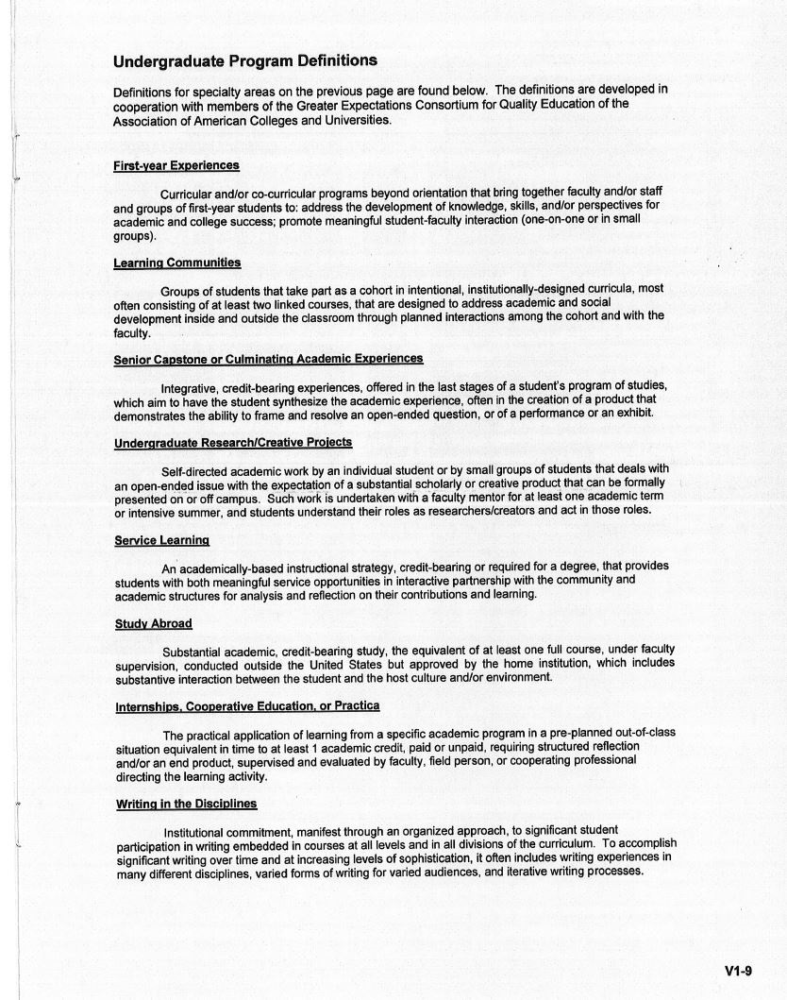 Undergraduate Program Definitions
Definitions for specialty areas on the previous page are found below. The definitions are developed in
cooperation with members of the Greater Expectations Consortium for Quality Education of the
Association of American Colleges and Universities.
First-year Experiences
Curricular and/or co-curricular programs beyond orientation that bring together faculty and/or staff
and groups of first-year students to: address the development of knowledge, skills, and/or perspectives for
academic and college success; promote meaningful student-faculty interaction (one-on-one or in small
groups).
Learning Communities
Groups of students that take part as a cohort in intentional, institutionally-designed curricula, most
often consisting of at least two linked courses, that are designed to address academic and social
development inside and outside the classroom through planned interactions among the cohort and with the
faculty.
Senior Capstone or Culminating Academic Experiences
Integrative, credit-bearing experiences, offered in the last stages of a student's program of studies,
which aim to have the student synthesize the academic experience, often in the creation of a product that
demonstrates the ability to frame and resolve an open-ended question, or of a performance or an exhibit.
Undergraduate Research/Creative Projects
Self-directed academic work by an individual student or by small groups of students that deals with
an open-ended issue with the expectation of a substantial scholarly or creative product that can be formally
presented on or off campus. Such work is undertaken with a faculty mentor for at least one academic term
or intensive summer, and students understand their roles as researchers/creators and act in those roles.
Service Learning
An academically-based instructional strategy, credit-bearing or required for a degree, that provides
students with both meaningful service opportunities in interactive partnership with the community and
academic structures for analysis and reflection on their contributions and learning.
Study Abroad
Substantial academic, credit-bearing study, the equivalent of at least one full course, under faculty
supervision, conducted outside the United States but approved by the home institution, which includes
substantive interaction between the student and the host culture and/or environment.
Internships, Cooperative Education, or Practica
The practical application of learning from a specific academic program in a pre-planned out-of-class
situation equivalent in time to at least 1 academic credit, paid or unpaid, requiring structured reflection
and/or an end product, supervised and evaluated by faculty, field person, or cooperating professional
directing the learning activity.
Writing in the Disciplines
Institutional commitment, manifest through an organized approach, to significant student
participation in writing embedded in courses at all levels and in all divisions of the curriculum. To accomplish
significant writing over time and at increasing levels of sophistication, it often includes writing experiences in
many different disciplines, varied forms of writing for varied audiences, and iterative writing processes.
V1-9